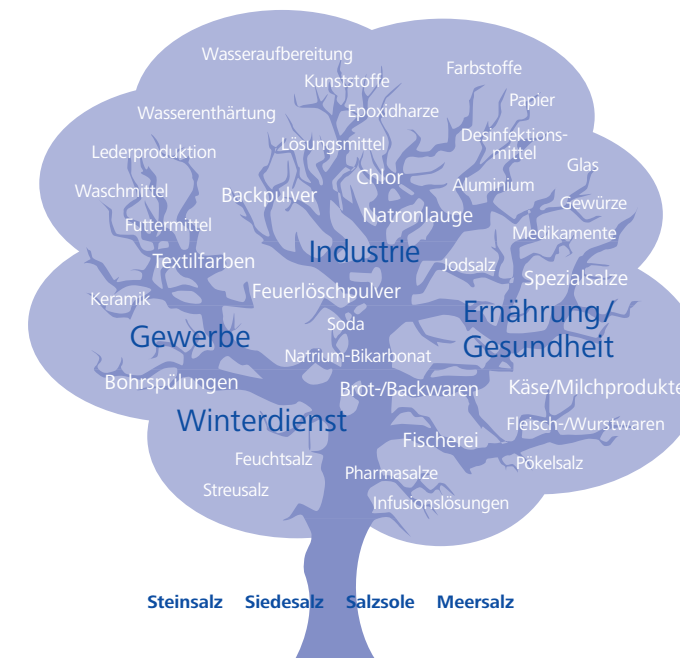 Wasseraufbereitung
Farbstoffe
Kunststoffe
Papier
Wasserenthärtung
Epoxidharze
Desinfektions-
mittel
Lösungsmittel
Lederproduktion
Glas
Chlor
Aluminium
Waschmittel
Backpulver
Gewürze
Natronlauge
Futtermittel
Medikamente
Industrie
Textilfarben
Jodsalz
Spezialsalze
Feuerlöschpulver
Keramik
Ernährung/
Gesundheit
Soda
Gewerbe
Natrium-Bikarbonat
Bohrspülungen
Brot-/Backwaren
Käse/Milchprodukte
Winterdienst
Fleisch-/Wurstwaren
Fischerei
Feuchtsalz
Pökelsalz
Pharmasalze
Streusalz
Infusionslösungen
Steinsalz Siedesalz Salzsole Meersalz